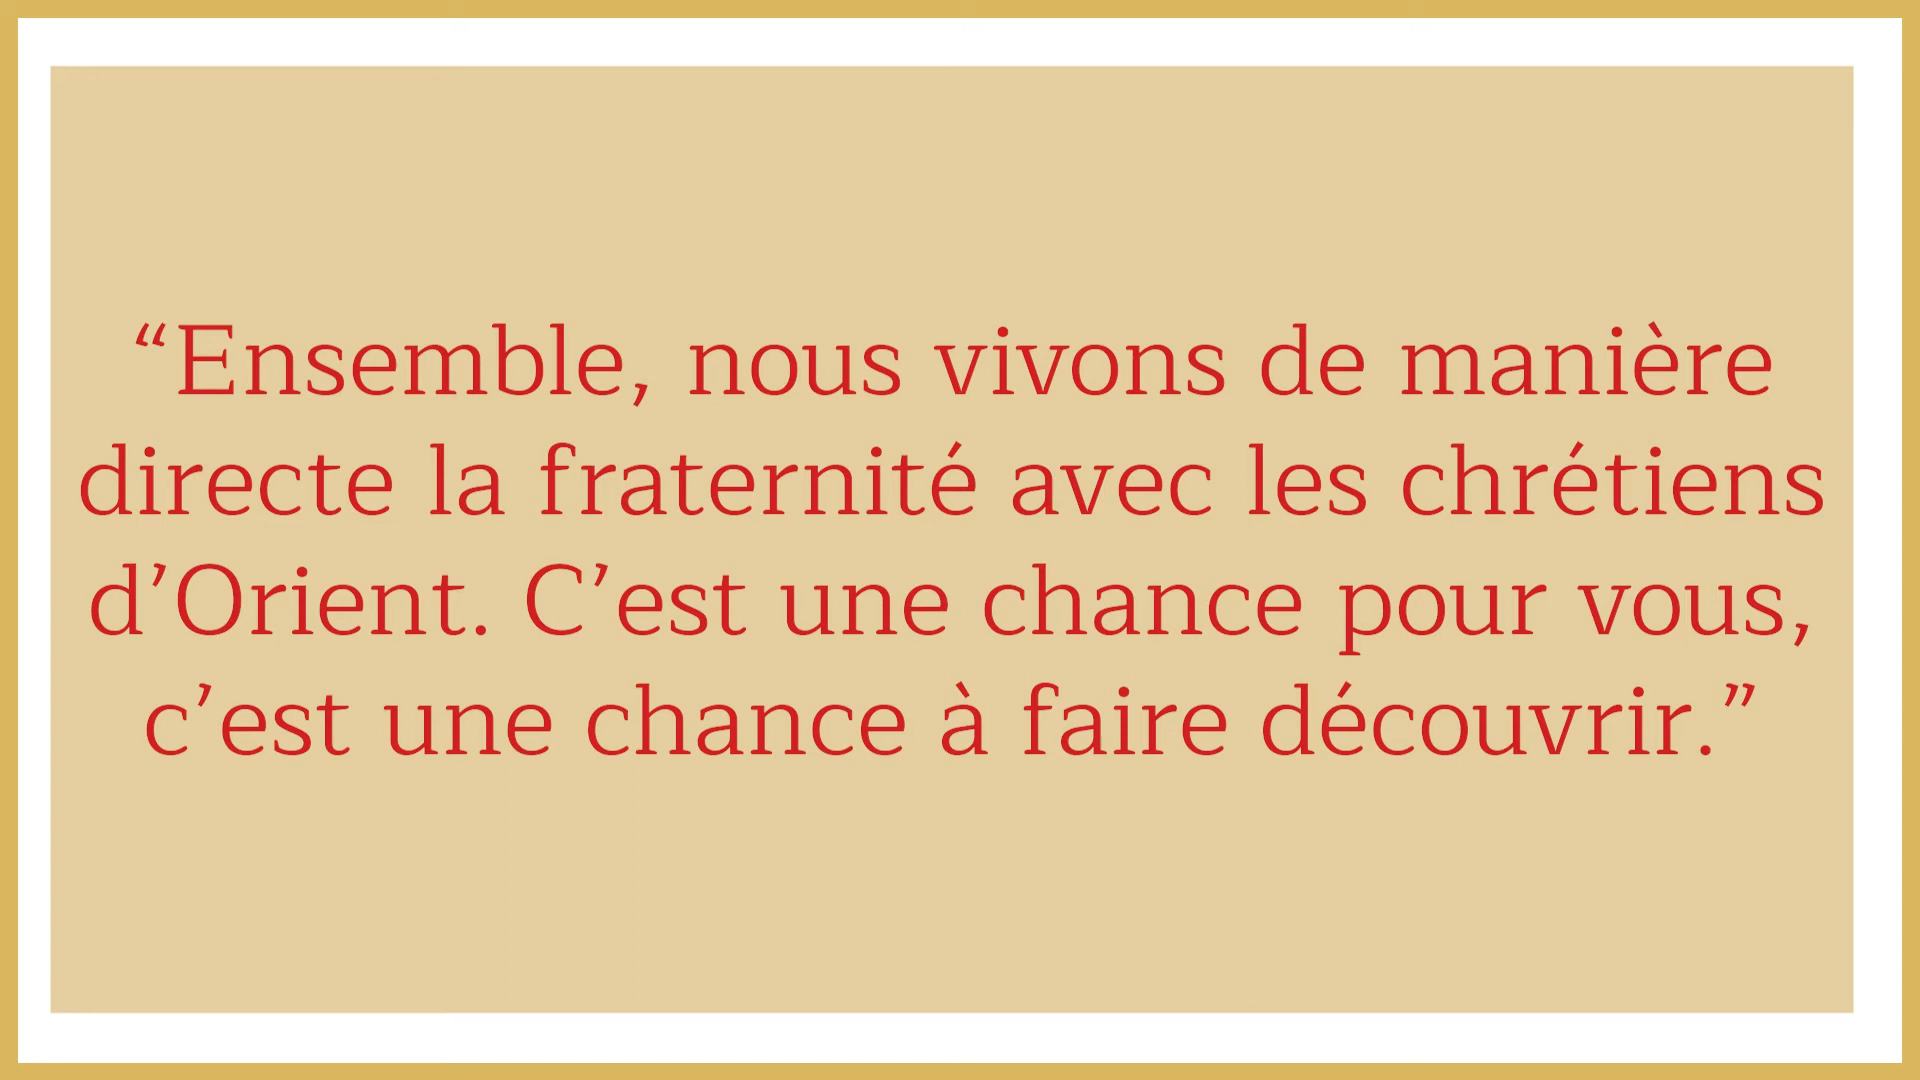 “Ensemble, nous vivons de manière
directe la fraternité avec les chrétiens
d’Orient. C’est une chance pour vous,
c’est une chance à faire découvrir.”